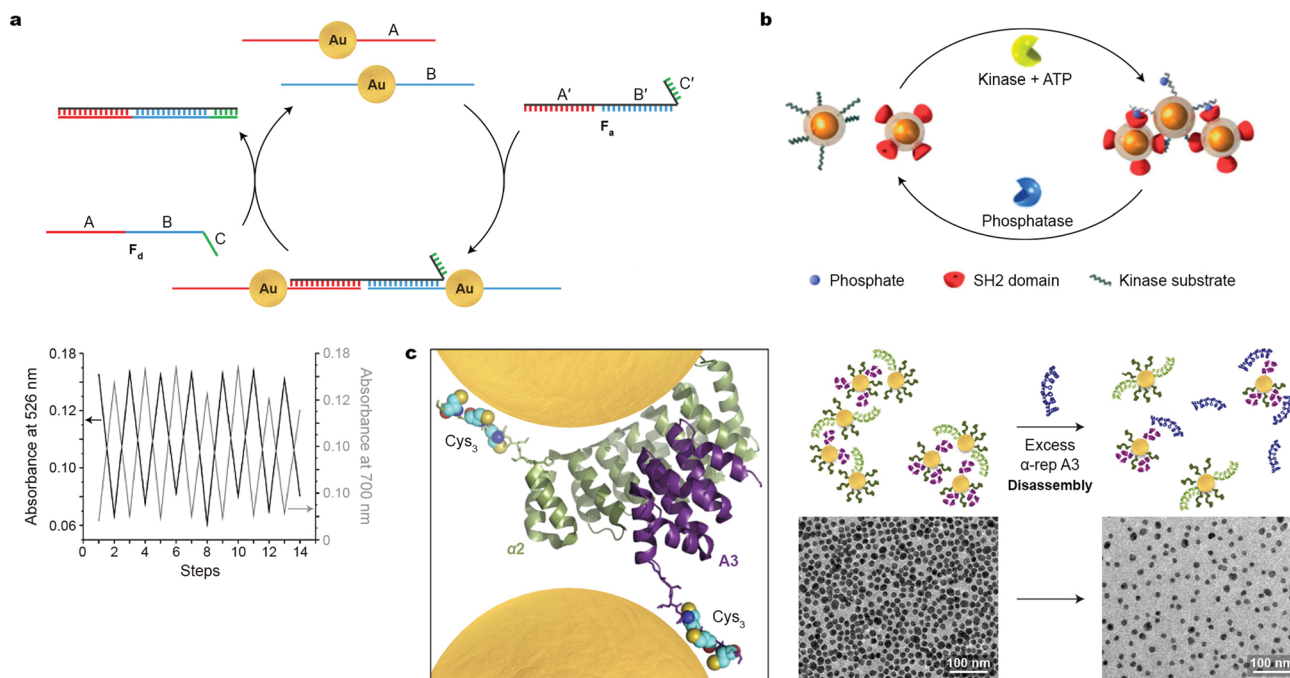 a
Au
A
Au
B
A′
B′
C′
Fa
A
B
C
Fd
Au
Au
0.18
0.12
0.10
0.06
Absorbance at 526 nm
0
2
4
6
8
10
12
14
Steps
0.18
0.12
0.10
0.10
0
Absorbance at 700 nm
b
Kinase + ATP
Phosphatase
Phosphate
SH2 domain
Kinase substrate
c
Cys3
α2
A3
Cys3
Excess
α-rep A3
Disassembly
100 nm
100 nm